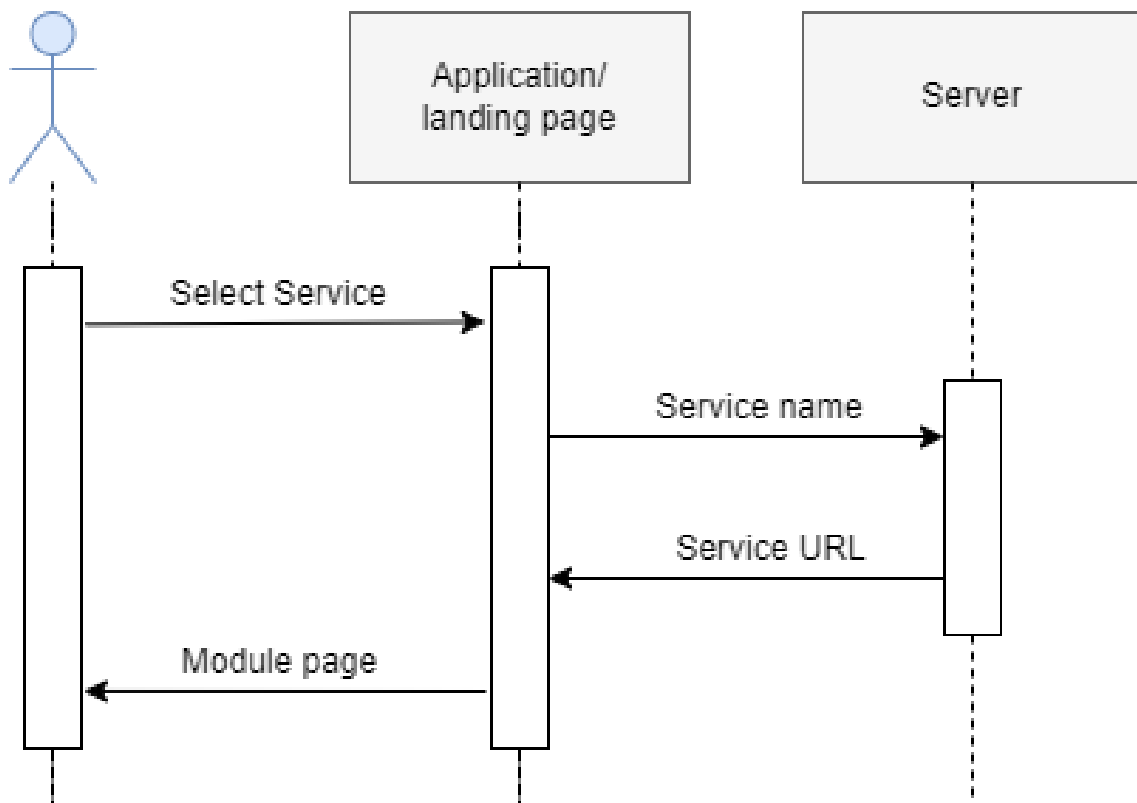 Application/
landing page
Server
Select Service
Service name
Service URL
Module page